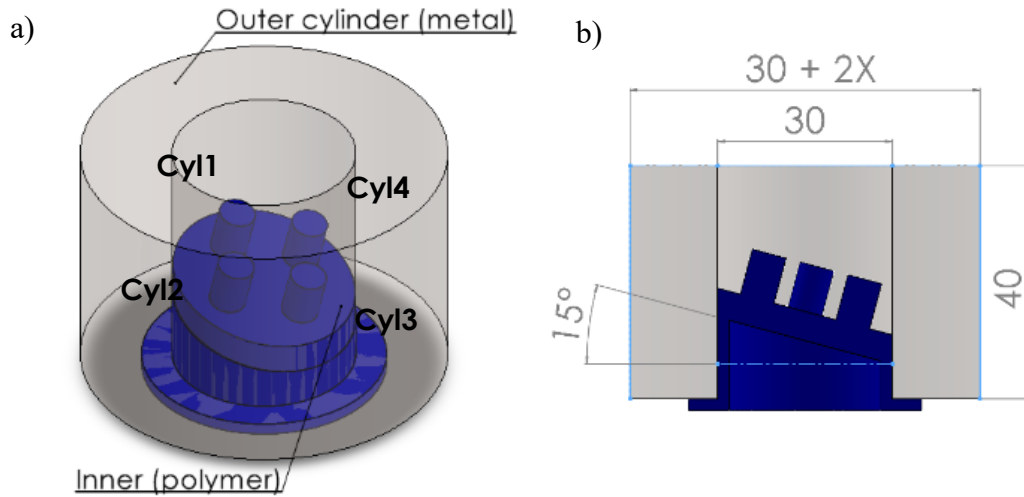 a)
Outer cylinder (metal)
Cyl1
Cyl4
Cyl2
Cyl3
Inner (polymer)
b)
30 + 2X
30
15°
40